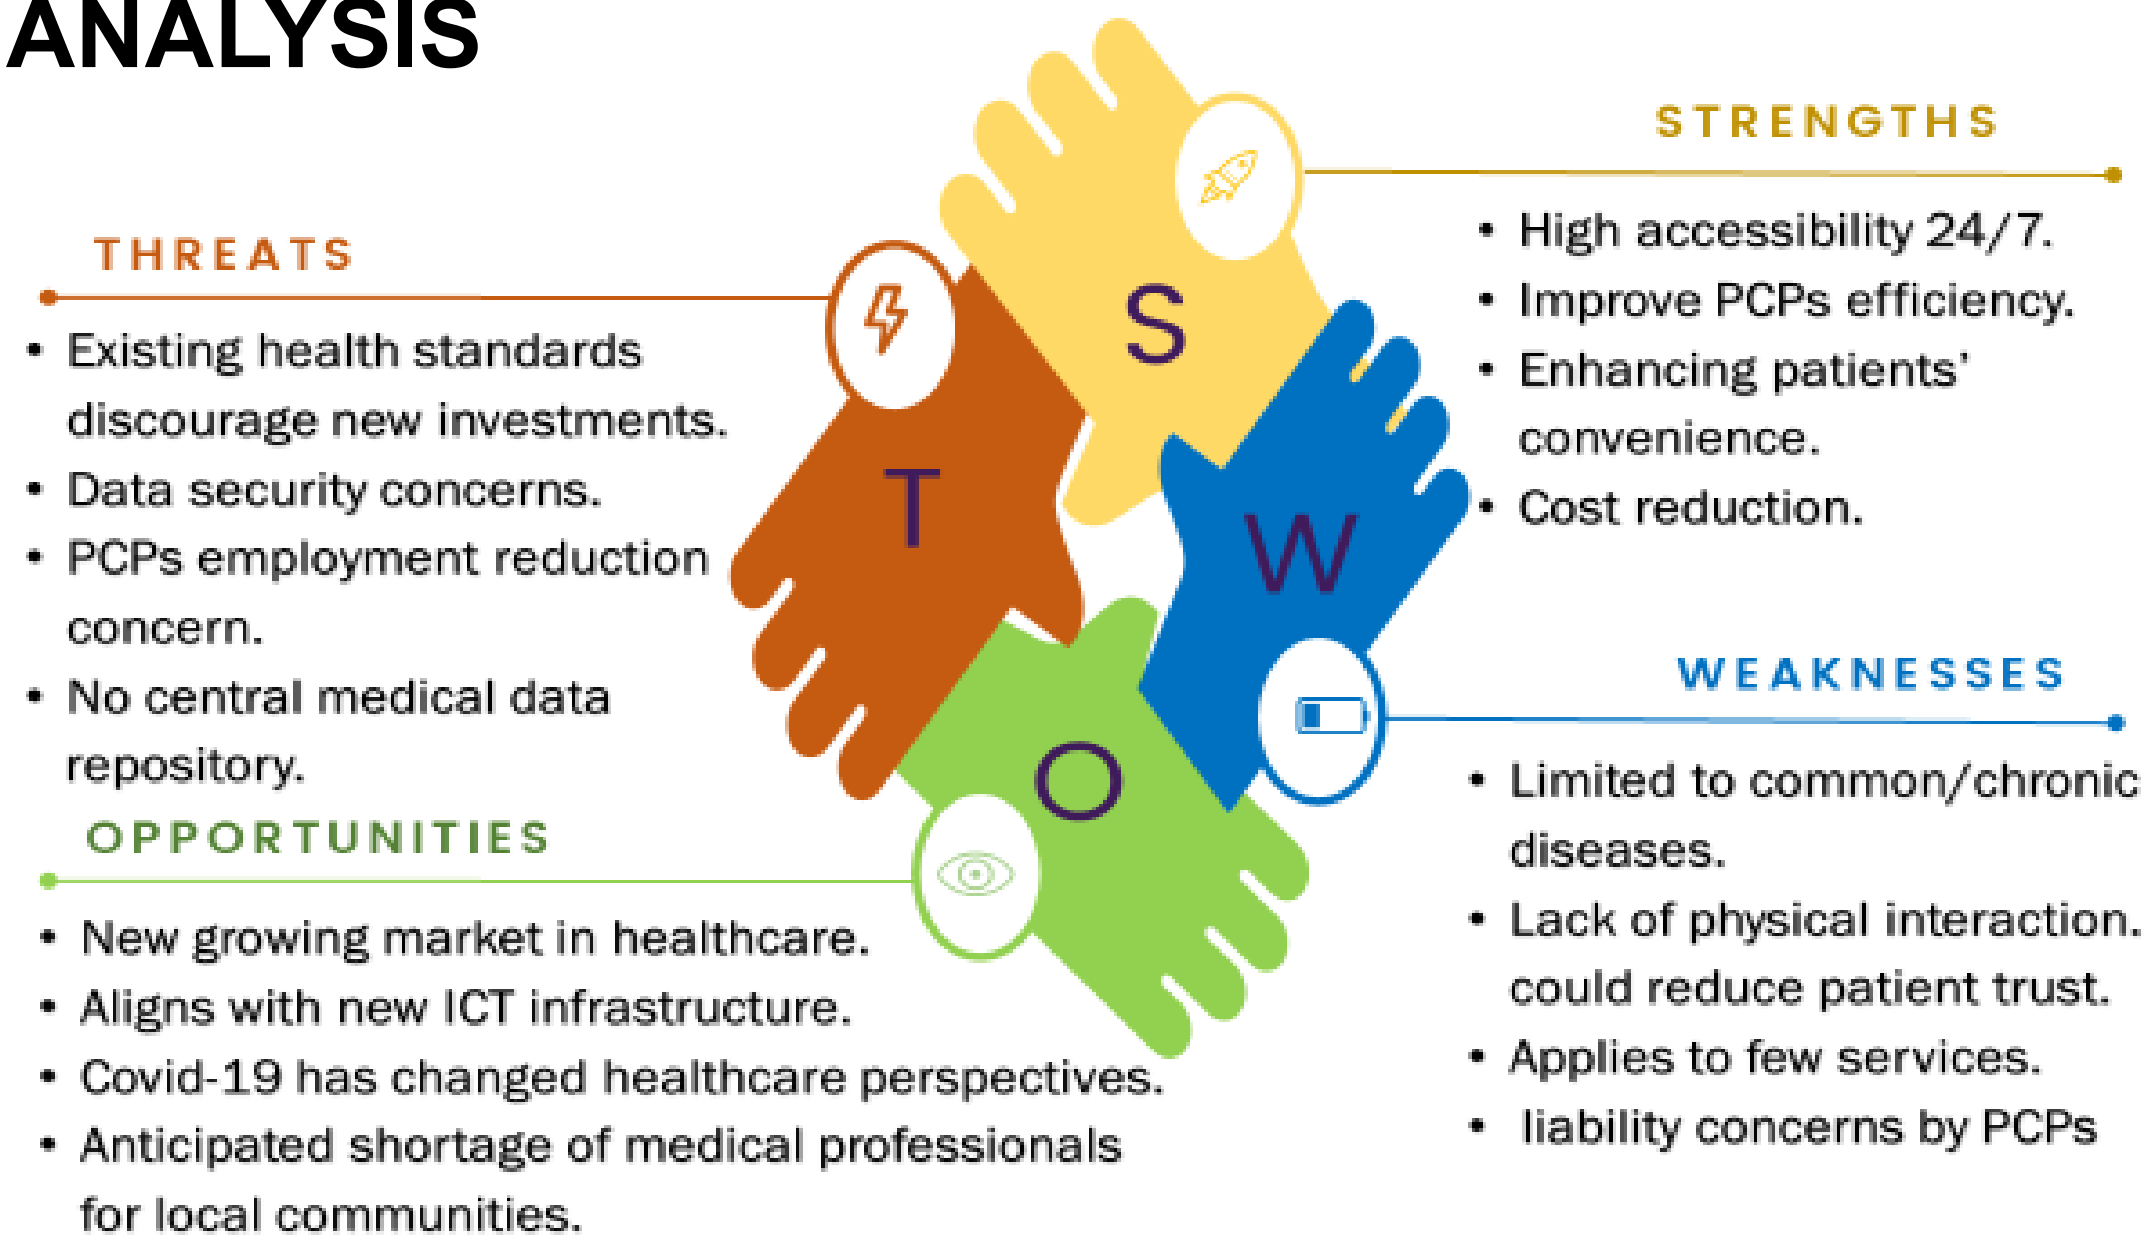 ANALYSIS
STRENGTHS
• High accessibility 24/7.
• Improve PCPs efficiency.
• Enhancing patients’
convenience.
• Cost reduction.
THREATS
• Existing health standards
discourage new investments.
• Data security concerns.
• PCPs employment reduction
concern.
• No central medical data
repository.
S
W
T
O
WEAKNESSES
• Limited to common/chronic
diseases.
• Lack of physical interaction.
could reduce patient trust.
• Applies to few services.
• liability concerns by PCPs
OPPORTUNITIES
• New growing market in healthcare.
• Aligns with new ICT infrastructure.
• Covid-19 has changed healthcare perspectives.
• Anticipated shortage of medical professionals
for local communities.